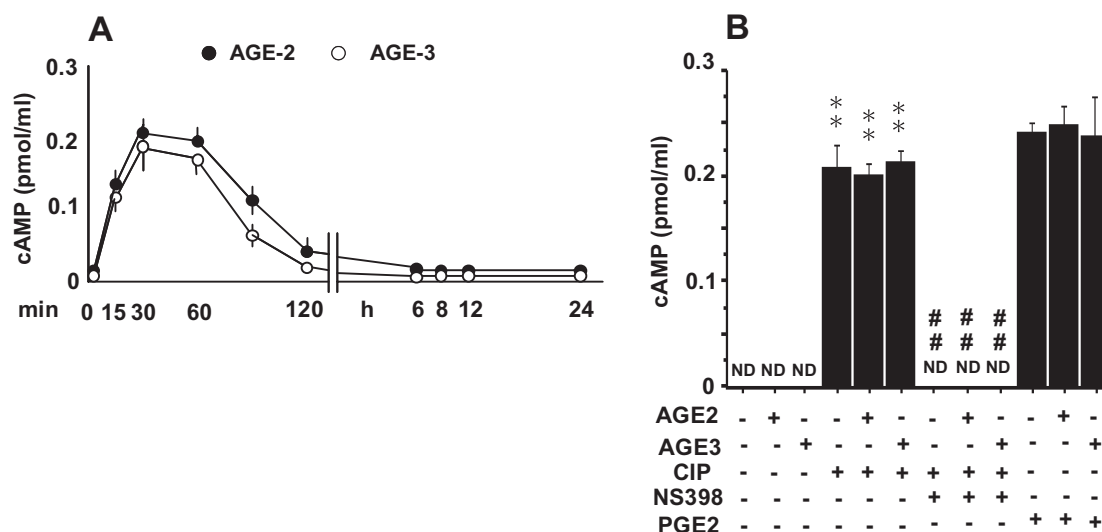 A
● AGE-2 ○ AGE-3
cAMP (pmol/ml)
0.3
0.2
0.1
0
min 0 15 30 60 120 h 6 8 12 24
B
cAMP (pmol/ml)
0.3
0.2
0.1
0
** ** **
## ## ##
ND ND ND ND ND ND
AGE2 - + - - + - - + - - + -
AGE3 - - + - - + - - + - - +
CIP - - - + + + + + + - - -
NS398 - - - - - - + + + - - -
PGE2 - - - - - - - - - + + +